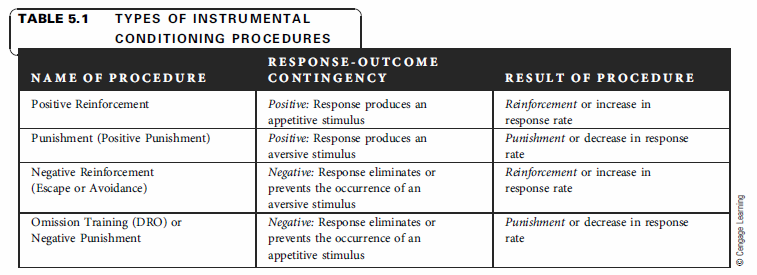 TABLE 5.1 TYPES OF INSTRUMENTAL
CONDITIONING PROCEDURES
NAME OF PROCEDURE
RESPONSE-OUTCOME
CONTINGENCY
RESULT OF PROCEDURE
Positive Reinforcement
Positive: Response produces an
appetitive stimulus
Reinforcement or increase in
response rate
Punishment (Positive Punishment)
Positive: Response produces an
aversive stimulus
Punishment or decrease in response
rate
Negative Reinforcement
(Escape or Avoidance)
Negative: Response eliminates or
prevents the occurrence of an
aversive stimulus
Reinforcement or increase in
response rate
Omission Training (DRO) or
Negative Punishment
Negative: Response eliminates or
prevents the occurrence of an
appetitive stimulus
Punishment or decrease in response
rate
© Cengage Learning